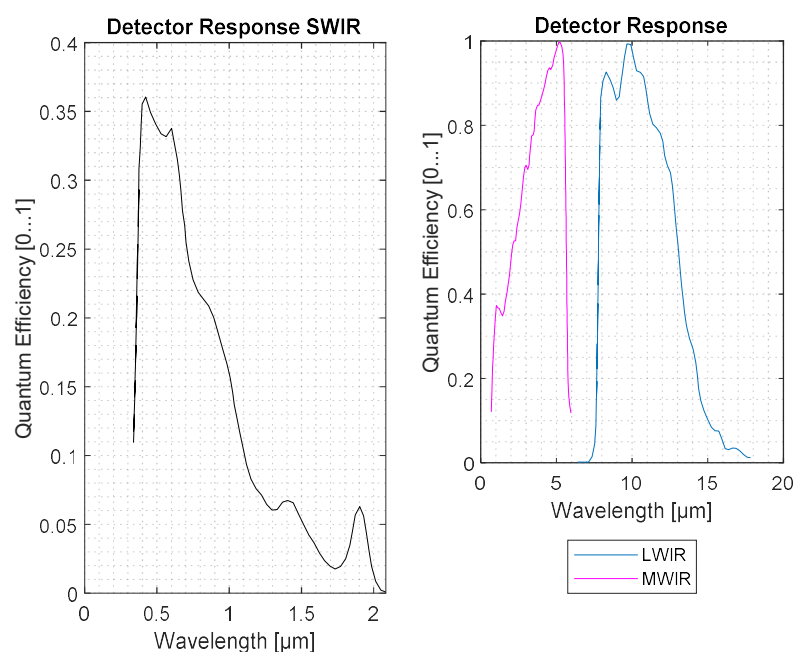 Detector Response SWIR
0.4
0.35
0.3
0.25
0.2
0.15
0.1
0.05
0
Quantum Efficiency [0...1]
0 0.5 1 1.5 2
Wavelength [µm]
Detector Response
1
0.8
0.6
0.4
0.2
0
Quantum Efficiency [0...1]
0 5 10 15 20
Wavelength [µm]
LWIR
MWIR